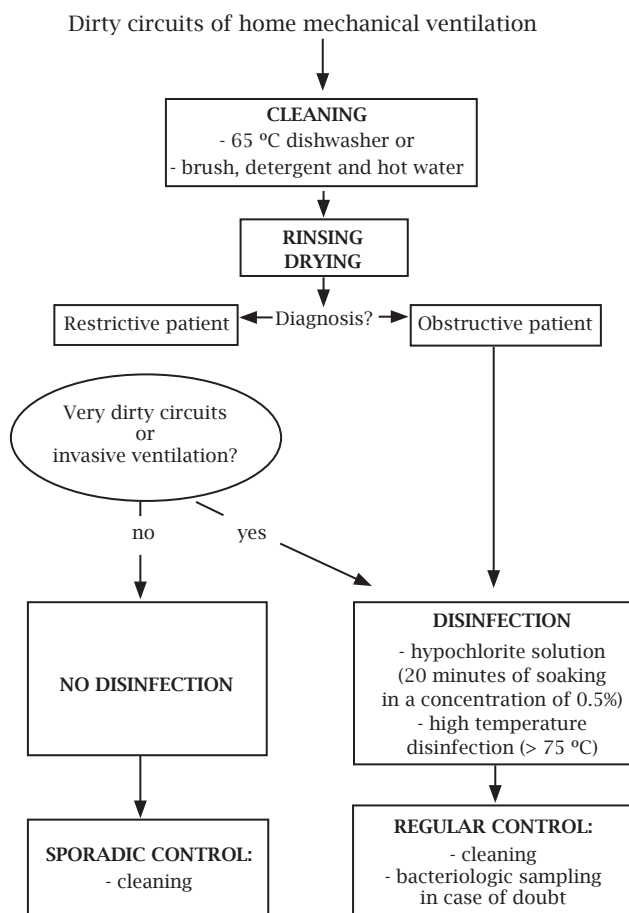 Dirty circuits of home mechanical ventilation
CLEANING
- 65 ºC dishwasher or
- brush, detergent and hot water
RINSING
DRYING
Restrictive patient
Diagnosis?
Obstructive patient
Very dirty circuits
or
invasive ventilation?
no
yes
NO DISINFECTION
DISINFECTION
- hypochlorite solution
(20 minutes of soaking
in a concentration of 0.5%)
- high temperature
disinfection (> 75 ºC)
SPORADIC CONTROL:
- cleaning
REGULAR CONTROL:
- cleaning
- bacteriologic sampling
in case of doubt